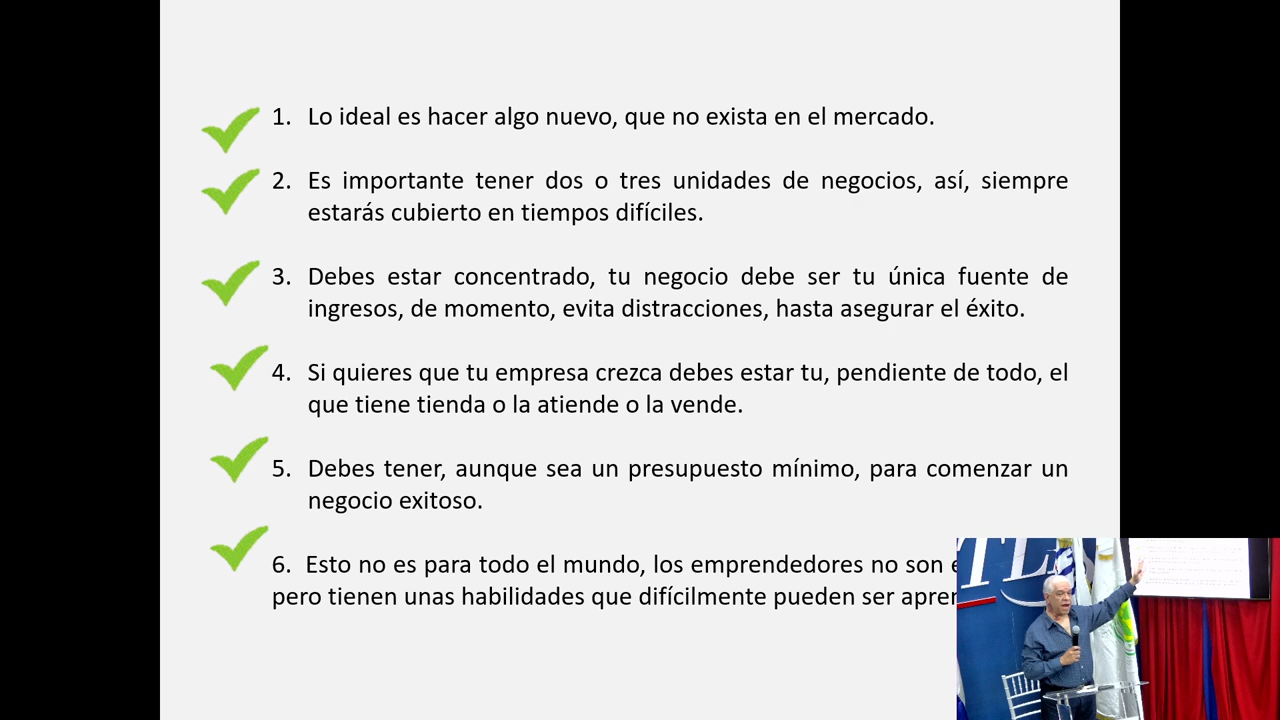 1. Lo ideal es hacer algo nuevo, que no exista en el mercado.
2. Es importante tener dos o tres unidades de negocios, así, siempre
estarás cubierto en tiempos difíciles.
3. Debes estar concentrado, tu negocio debe ser tu única fuente de
ingresos, de momento, evita distracciones, hasta asegurar el éxito.
4. Si quieres que tu empresa crezca debes estar tu, pendiente de todo, el
que tiene tienda o la atiende o la vende.
5. Debes tener, aunque sea un presupuesto mínimo, para comenzar un
negocio exitoso.
6. Esto no es para todo el mundo, los emprendedores no son
pero tienen unas habilidades que difícilmente pueden ser